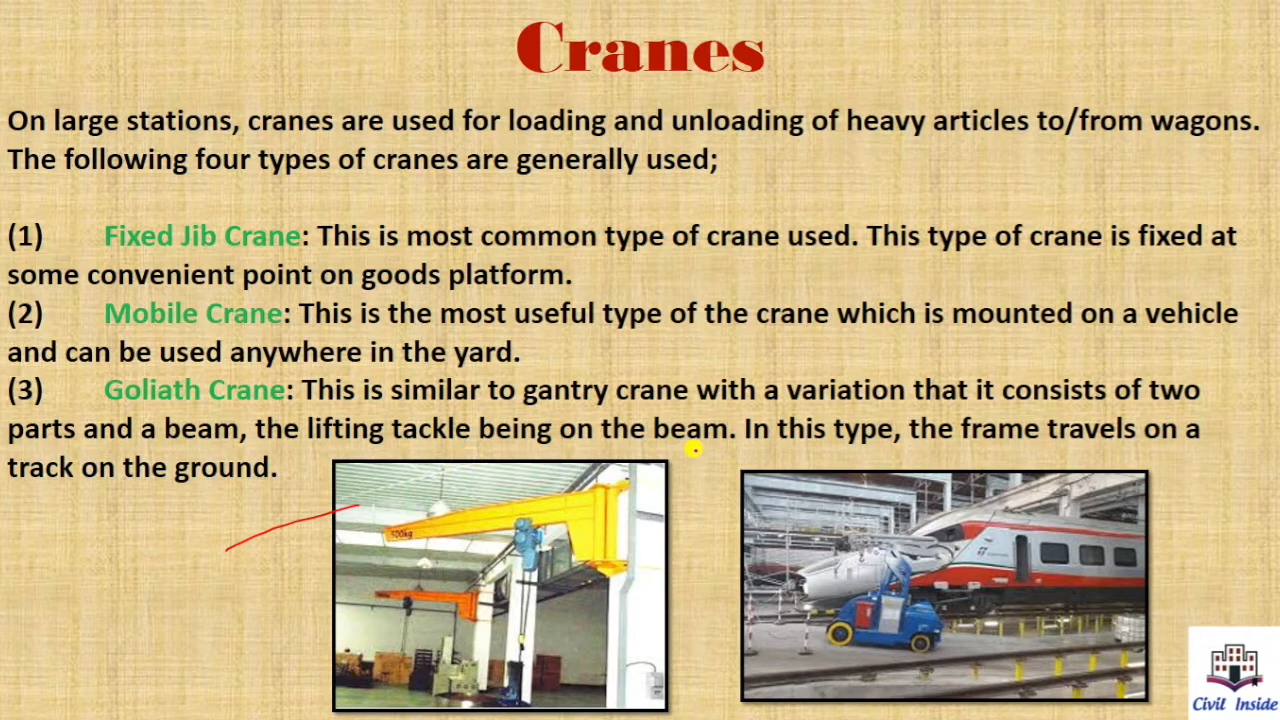 Cranes
On large stations, cranes are used for loading and unloading of heavy articles to/from wagons.
The following four types of cranes are generally used;
(1) Fixed Jib Crane: This is most common type of crane used. This type of crane is fixed at
some convenient point on goods platform.
(2) Mobile Crane: This is the most useful type of the crane which is mounted on a vehicle
and can be used anywhere in the yard.
(3) Goliath Crane: This is similar to gantry crane with a variation that it consists of two
parts and a beam, the lifting tackle being on the beam. In this type, the frame travels on a
track on the ground.
500kg
Civil Inside